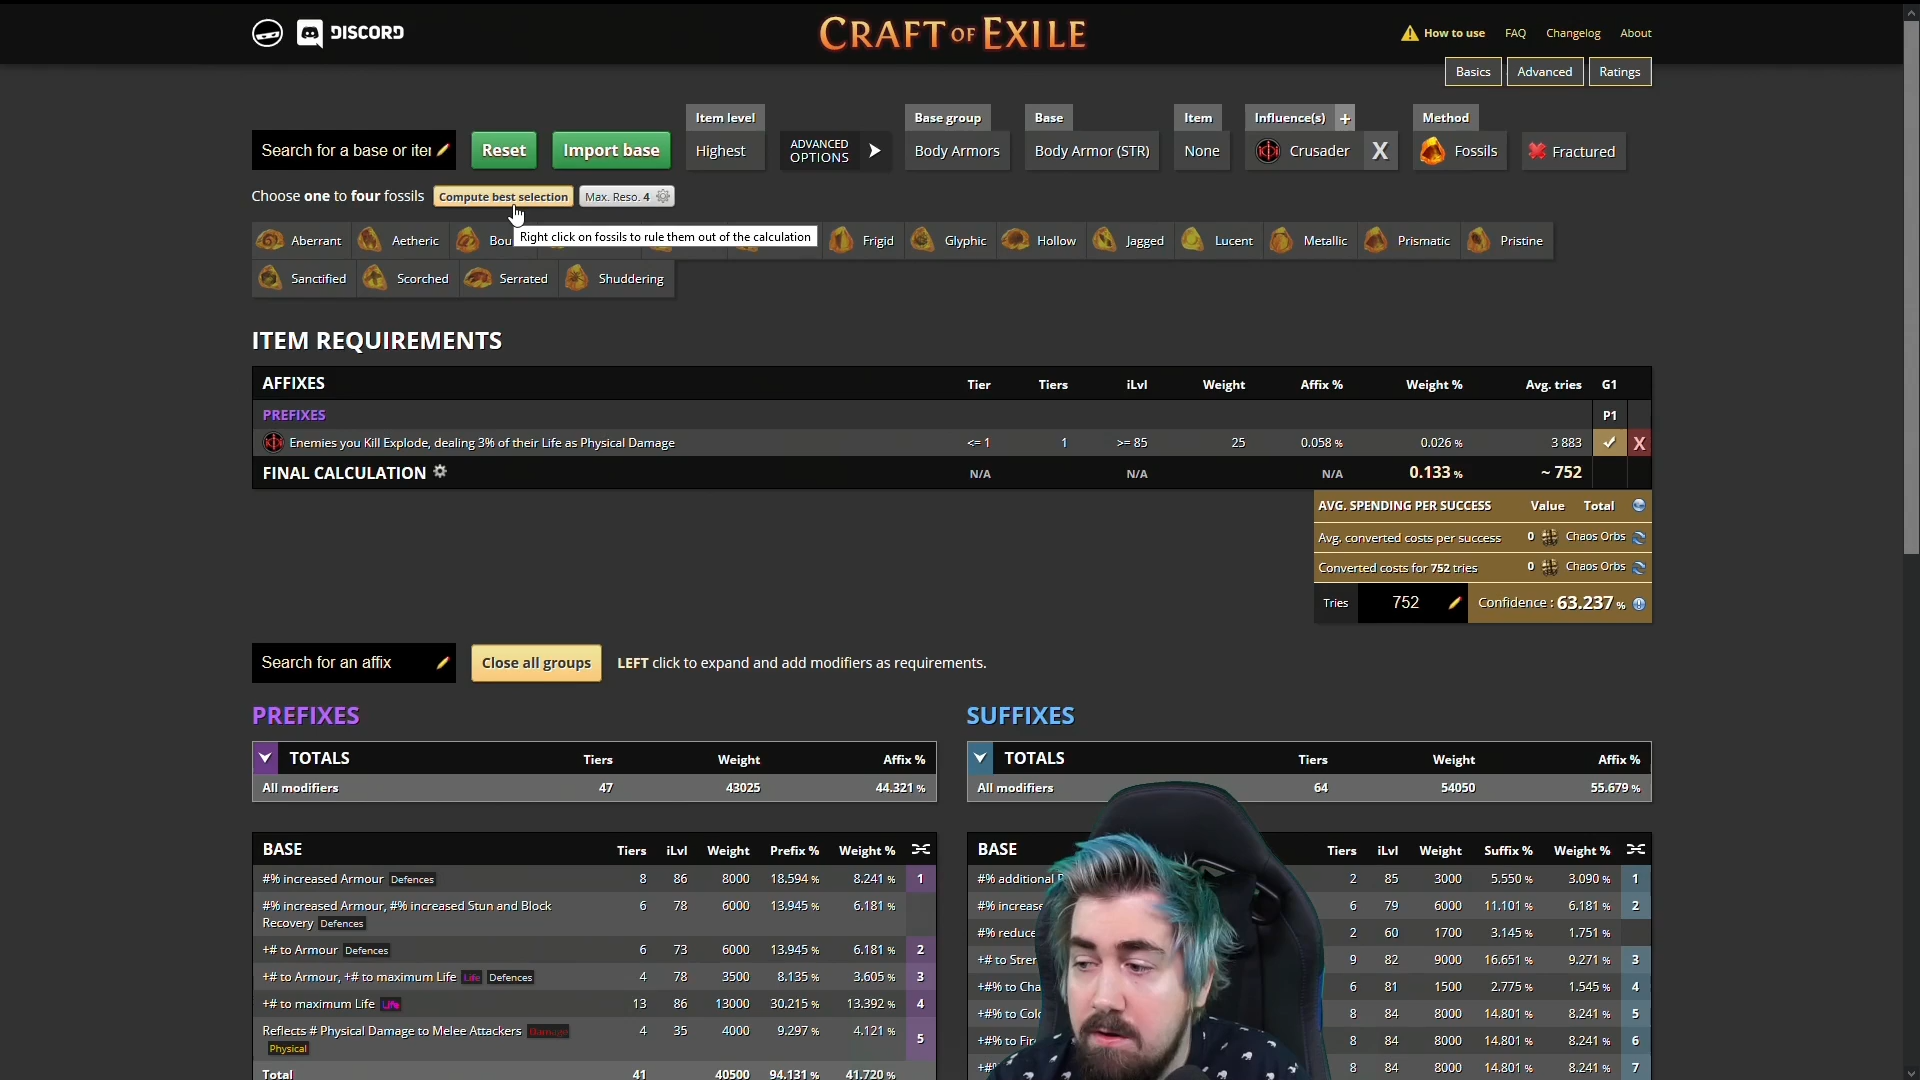 DISCORD
CRAFT OF EXILE
How to use FAQ Changelog About
Basics Advanced Ratings
Item level Base group Base Item Influence(s) + Method
Search for a base or iter Reset Import base Highest ADVANCED OPTIONS Body Armors Body Armor (STR) None Crusader X Fossils Fractured
Choose one to four fossils Compute best selection Max. Reso. 4
Right click on fossils to rule them out of the calculation
Aberrant Aetheric Bou Frigid Glyphic Hollow Jagged Lucent Metallic Prismatic Pristine
Sanctified Scorched Serrated Shuddering
ITEM REQUIREMENTS
AFFIXES Tier Tiers iLvl Weight Affix % Weight % Avg. tries G1
PREFIXES P1
Enemies you Kill Explode, dealing 3% of their Life as Physical Damage <= 1 1 >= 85 25 0.058 % 0.026 % 3 883 X
FINAL CALCULATION N/A N/A N/A 0.133 % ~ 752
AVG. SPENDING PER SUCCESS Value Total
Avg. converted costs per success 0 Chaos Orbs
Converted costs for 752 tries 0 Chaos Orbs
Tries 752 Confidence : 63.237 %
Search for an affix Close all groups LEFT click to expand and add modifiers as requirements.
PREFIXES
TOTALS Tiers Weight Affix %
All modifiers 47 43025 44.321 %
BASE Tiers iLvl Weight Prefix % Weight %
#% increased Armour Defences 8 86 8000 18.594 % 8.241 % 1
#% increased Armour, #% increased Stun and Block 6 78 6000 13.945 % 6.181 %
Recovery Defences
+# to Armour Defences 6 73 6000 13.945 % 6.181 % 2
+# to Armour, +# to maximum Life Life Defences 4 78 3500 8.135 % 3.605 % 3
+# to maximum Life Life 13 86 13000 30.215 % 13.392 % 4
Reflects # Physical Damage to Melee Attackers Damage 4 35 4000 9.297 % 4.121 % 5
Physical
Total 41 40500 94.131 % 41.720 %
SUFFIXES
TOTALS Tiers Weight Affix %
All modifiers 64 54050 55.679 %
BASE Tiers iLvl Weight Suffix % Weight %
#% additional 2 85 3000 5.550 % 3.090 % 1
#% increase 6 79 6000 11.101 % 6.181 % 2
#% reduce 2 60 1700 3.145 % 1.751 %
+# to Stre 9 82 9000 16.651 % 9.271 % 3
+#% to Cha 6 81 1500 2.775 % 1.545 % 4
+#% to Col 8 84 8000 14.801 % 8.241 % 5
+#% to Fi 8 84 8000 14.801 % 8.241 % 6
+#% 8 84 8000 14.801 % 8.241 % 7